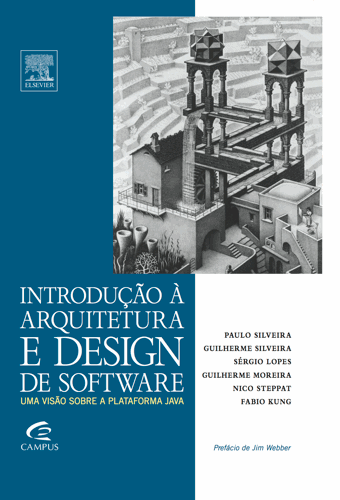 ELSEVIER
INTRODUÇÃO À
ARQUITETURA
E DESIGN
DE SOFTWARE
UMA VISÃO SOBRE A PLATAFORMA JAVA
PAULO SILVEIRA
GUILHERME SILVEIRA
SÉRGIO LOPES
GUILHERME MOREIRA
NICO STEPPAT
FABIO KUNG
Prefácio de Jim Webber
CAMPUS